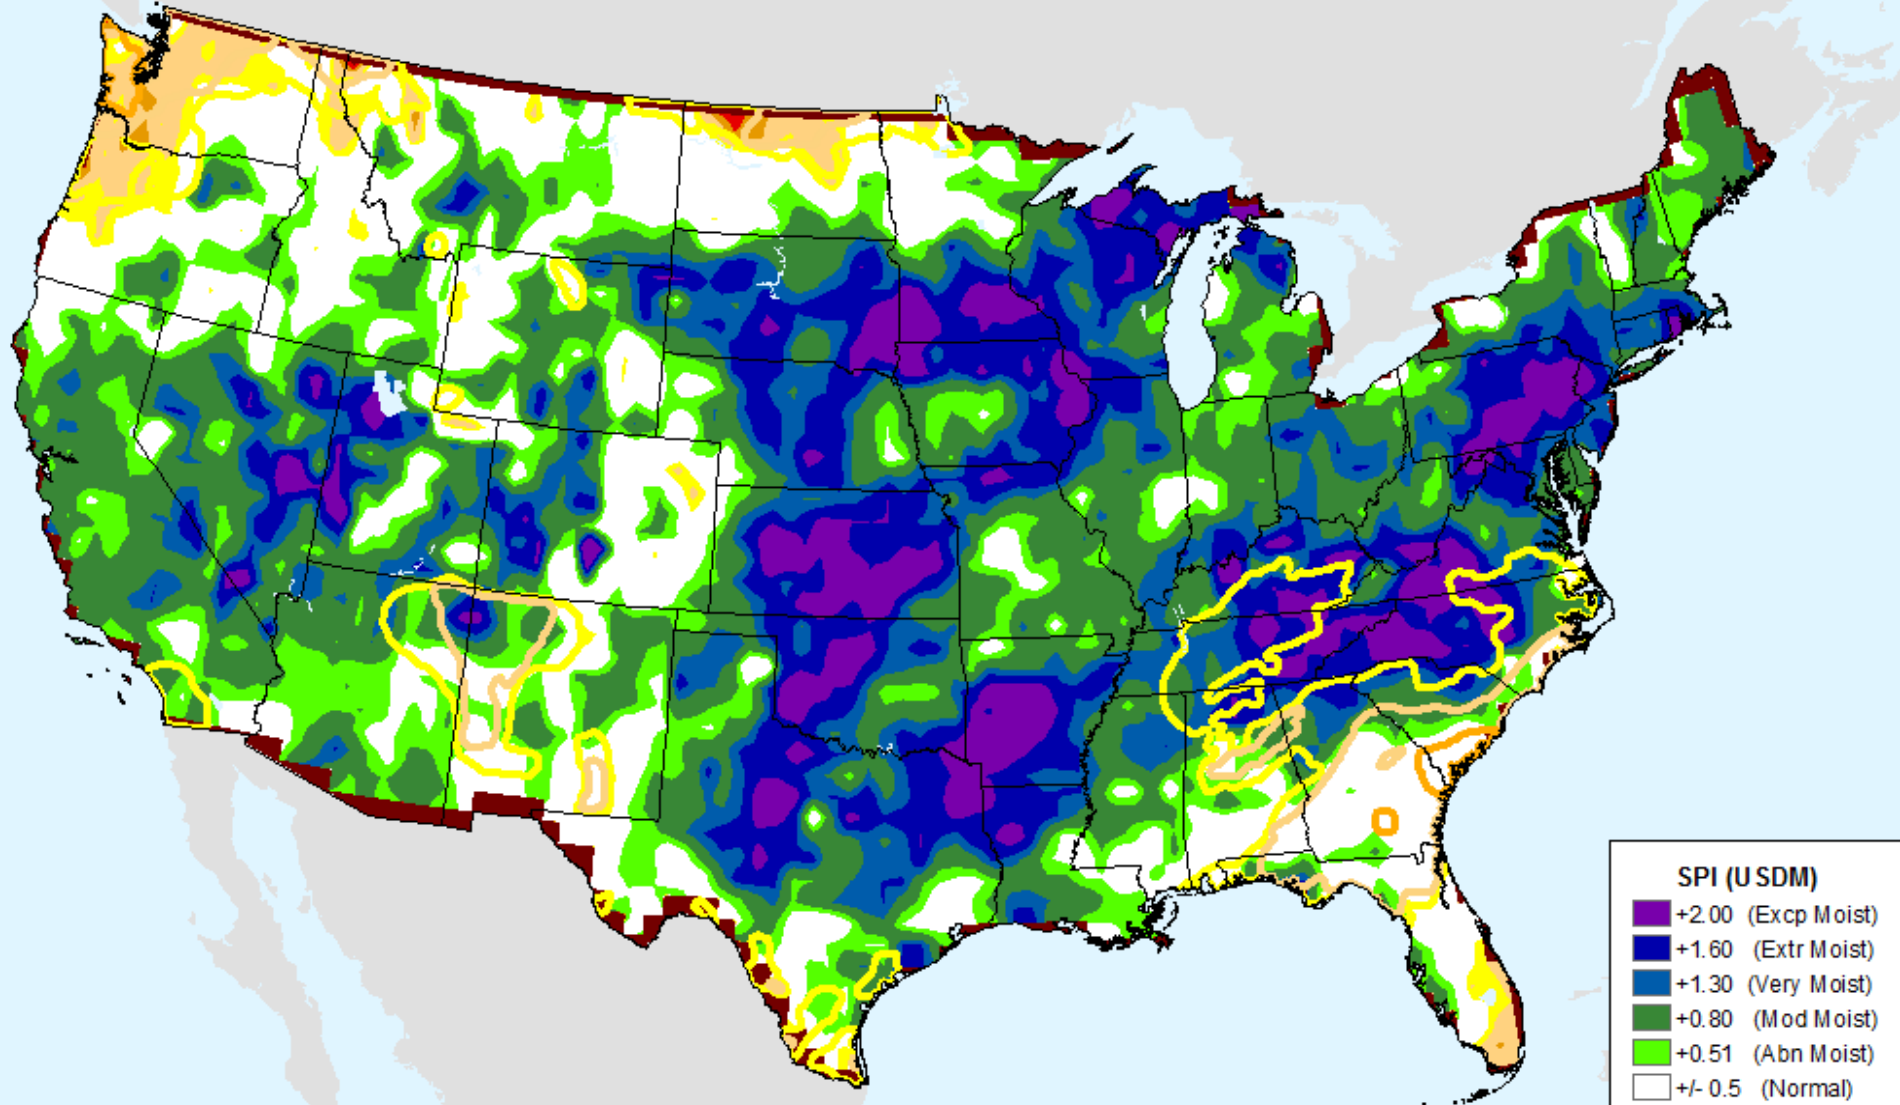 SPI (USDM)
+2.00 (Excp Moist)
+1.60 (Extr Moist)
+1.30 (Very Moist)
+0.80 (Mod Moist)
+0.51 (Abn Moist)
+/- 0.5 (Normal)